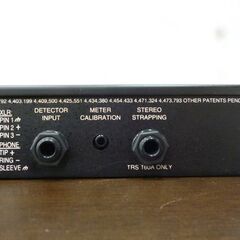 792 4,403,199 4,409,500 4,425,551 4,434,380 4,454,433 4,471,324 4,473,793 OTHER PATENTS PEND
XLR:
PIN 1
PIN 2 +
PIN 3 -
PHONE:
TIP +
RING -
SLEEVE
DETECTOR
INPUT
METER
CALIBRATION
STEREO
STRAPPING
TRS 160A ONLY